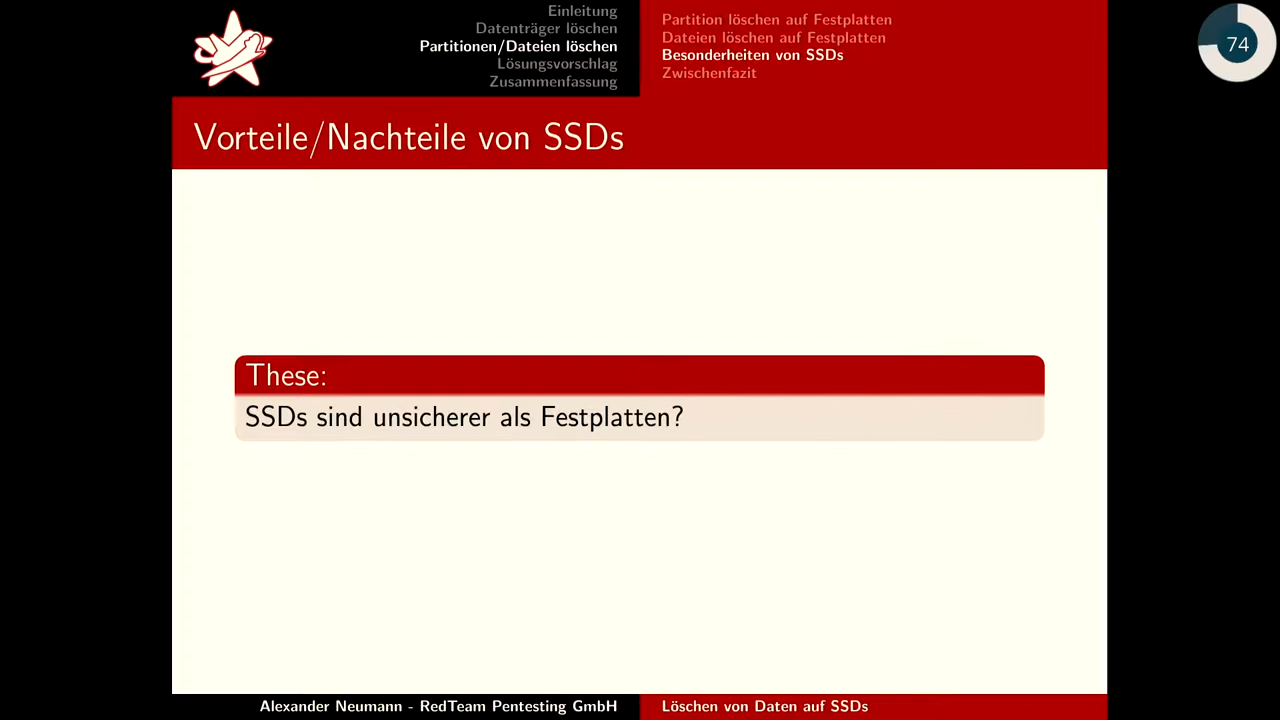 Einleitung
Datenträger löschen
Partitionen/Dateien löschen
Lösungsvorschlag
Zusammenfassung
Partition löschen auf Festplatten
Dateien löschen auf Festplatten
Besonderheiten von SSDs
Zwischenfazit
74
Vorteile/Nachteile von SSDs
These:
SSDs sind unsicherer als Festplatten?
Alexander Neumann - RedTeam Pentesting GmbH
Löschen von Daten auf SSDs